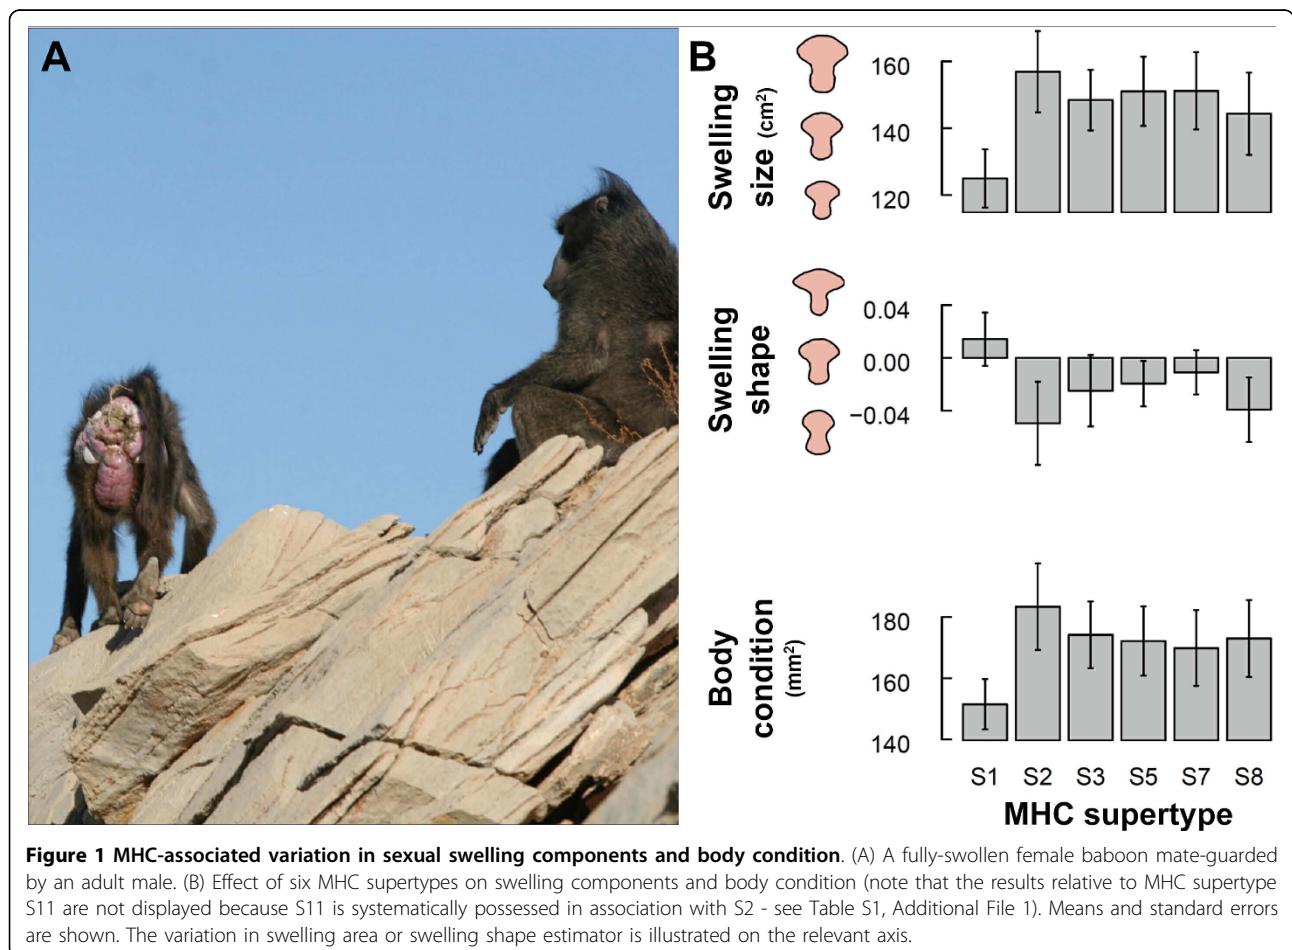 A
B
Swelling
size (cm²)
160
140
120
Swelling
shape
0.04
0.00
−0.04
Body
condition
(mm²)
180
160
140
S1 S2 S3 S5 S7 S8
MHC supertype
Figure 1 MHC-associated variation in sexual swelling components and body condition. (A) A fully-swollen female baboon mate-guarded
by an adult male. (B) Effect of six MHC supertypes on swelling components and body condition (note that the results relative to MHC supertype
S11 are not displayed because S11 is systematically possessed in association with S2 - see Table S1, Additional File 1). Means and standard errors
are shown. The variation in swelling area or swelling shape estimator is illustrated on the relevant axis.